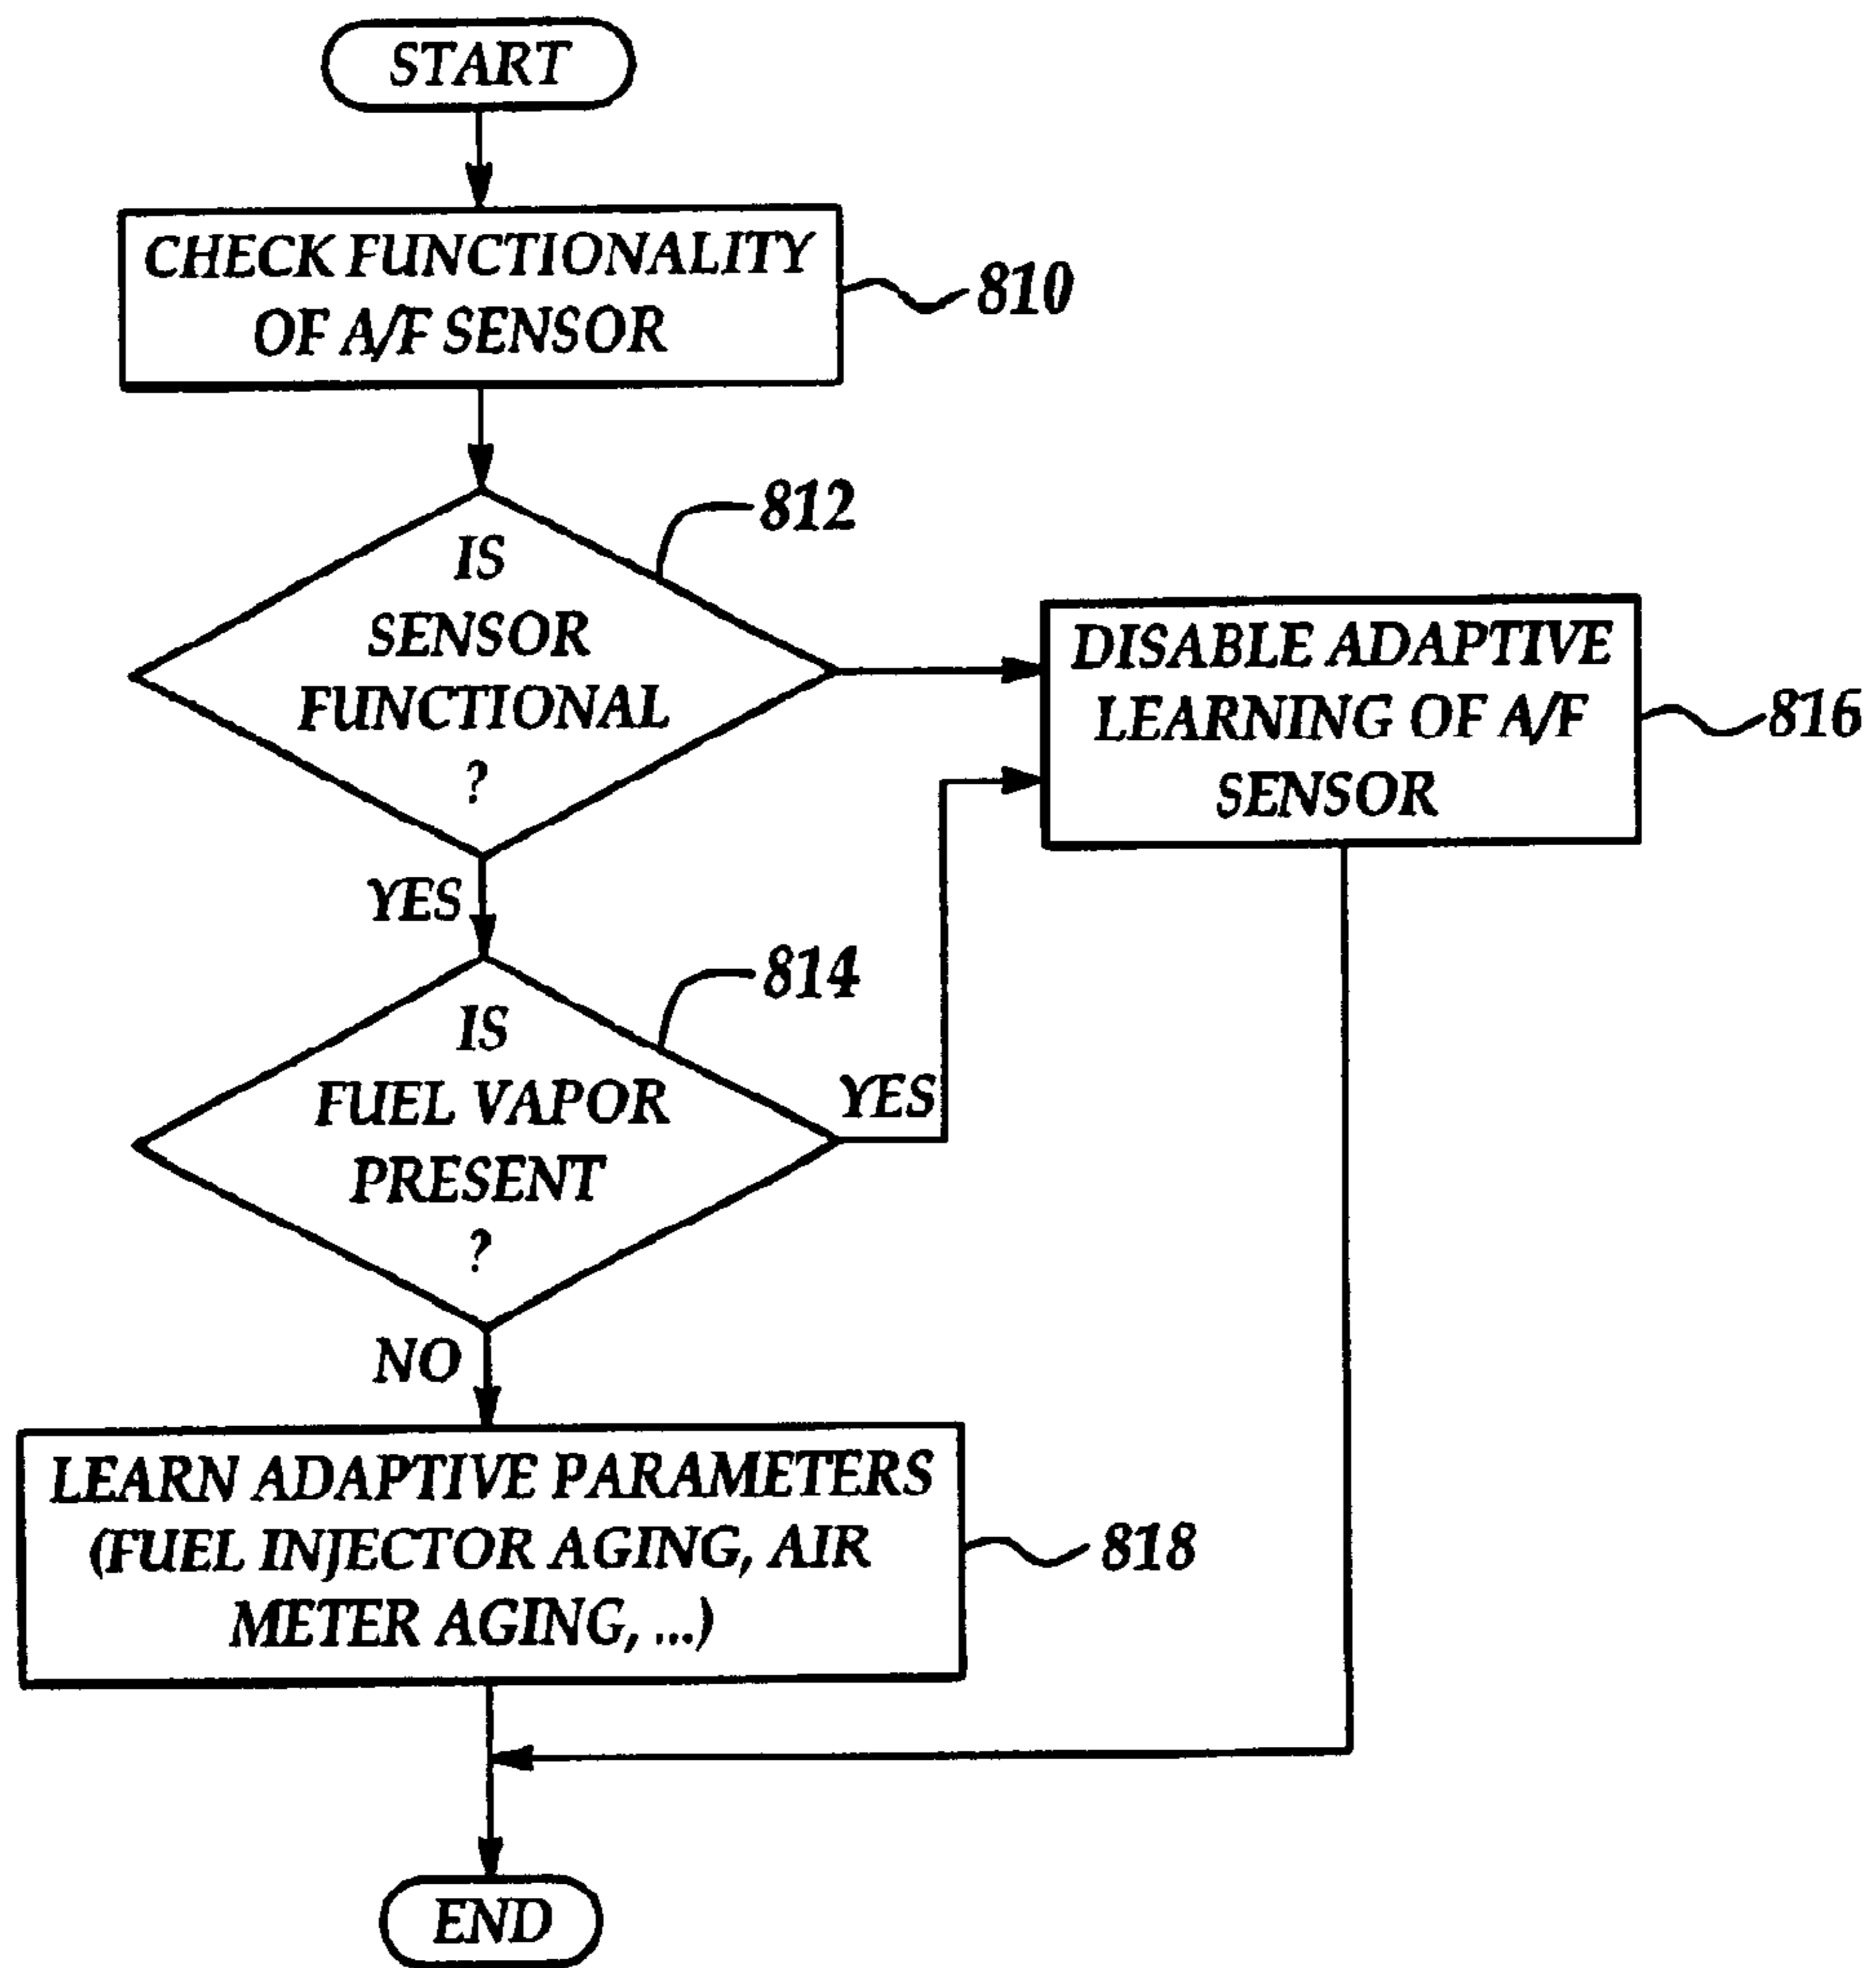 START
CHECK FUNCTIONALITY
OF A/F SENSOR
810
812
IS
SENSOR
FUNCTIONAL
?
DISABLE ADAPTIVE
LEARNING OF A/F
SENSOR
816
YES
814
IS
FUEL VAPOR
PRESENT
?
YES
NO
LEARN ADAPTIVE PARAMETERS
(FUEL INJECTOR AGING, AIR
METER AGING, ...)
818
END